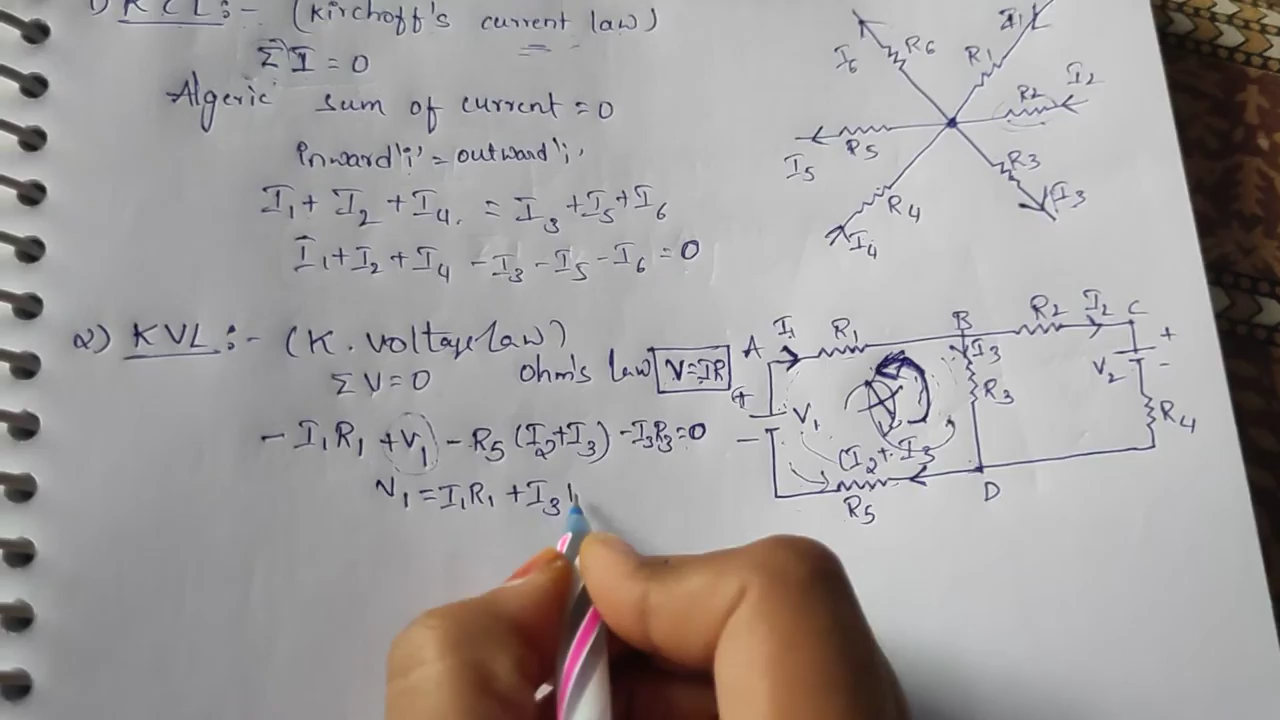 1) KCL:- (Kirchoff's current law)
ΣI = 0
Algeric sum of current = 0
Inward 'i' = outward 'i'
I1 + I2 + I4. = I3 + I5 + I6
I1 + I2 + I4 - I3 - I5 - I6 = 0
I6 R6 R1 I1
R2 I2
I5 R5 R3 I3
R4 I4
2) KVL:- (K. voltage law)
ΣV = 0 ohm's law V=IR
- I1R1 + V1 - R5 (I2+I3) - I3R3 = 0
V1 = I1R1 + I3
A I1 R1 B R2 I2 C
+ V1 - I3 R3 V2 + - R4
(I2 + I3
R5 D